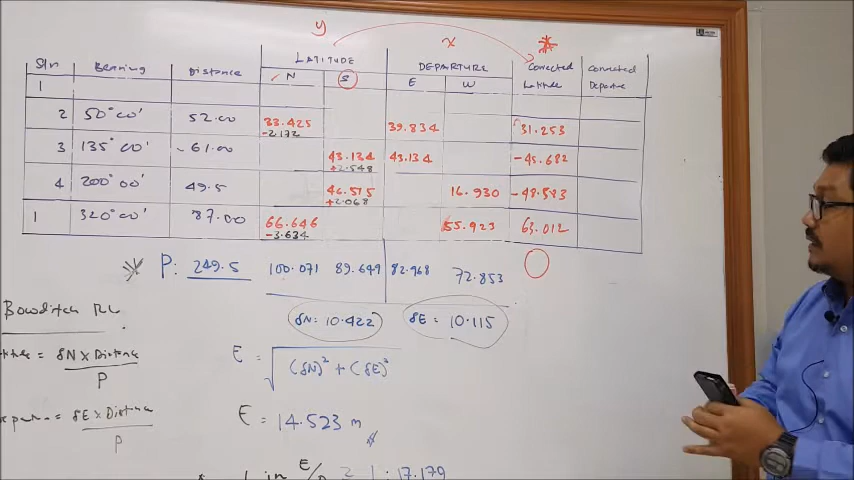 y
x
LATITUDE
DEPARTURE
Corrected Latitude
Corrected Departure
Stn
Bearing
Distance
N
S
E
W
1
2 50°00' 52.00 33.425 39.834 31.253
-2.172
3 135°00' 61.00 43.134 43.134 -45.682
+2.548
4 200°00' 49.5 46.515 16.930 -48.583
+2.068
1 320°00' 87.00 66.646 55.923 63.012
-3.634
P: 249.5 100.071 89.649 82.968 72.853
Bowditch
δN = 10.422 δE = 10.115
= δN × Distance
P
E = √(δN)² + (δE)²
= δE × Distance
P
E = 14.523 m
1 in E/P = 1:17.179